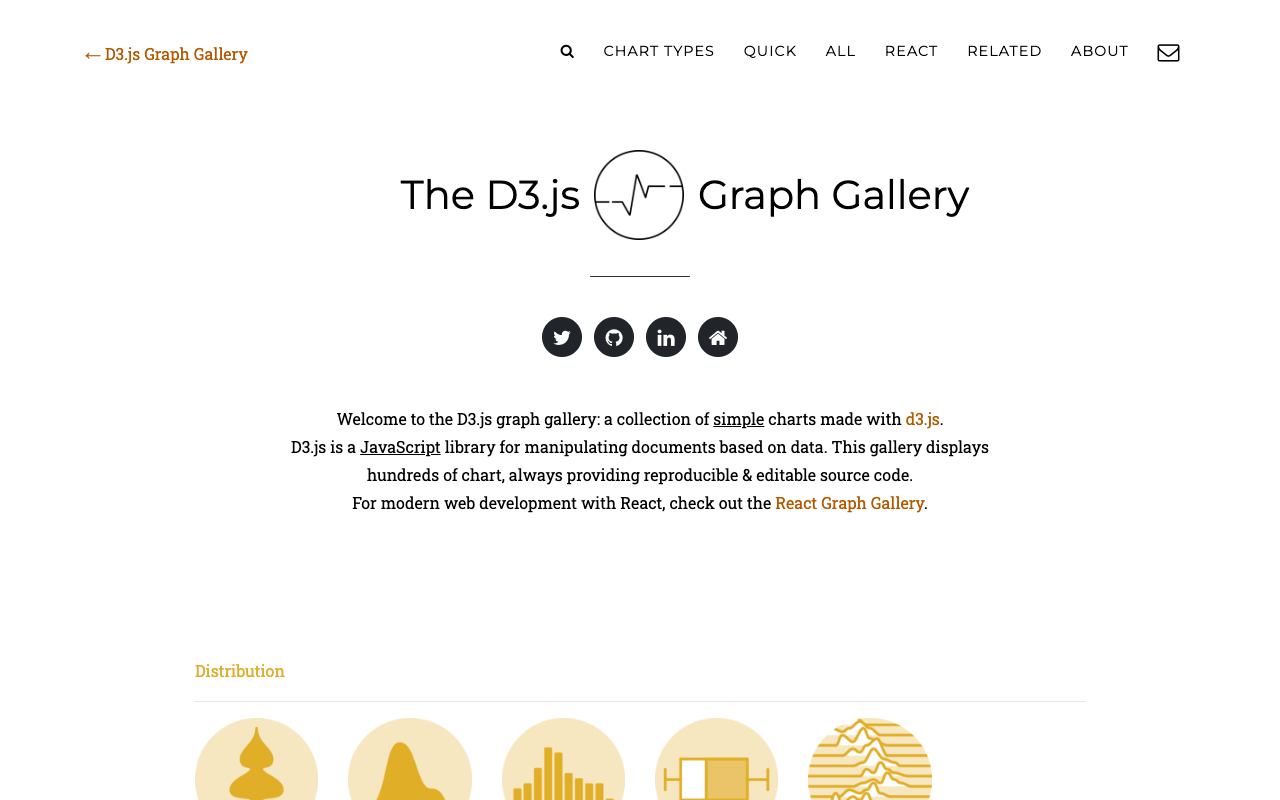 ← D3.js Graph Gallery
CHART TYPES QUICK ALL REACT RELATED ABOUT
The D3.js Graph Gallery
Welcome to the D3.js graph gallery: a collection of simple charts made with d3.js.
D3.js is a JavaScript library for manipulating documents based on data. This gallery displays
hundreds of chart, always providing reproducible & editable source code.
For modern web development with React, check out the React Graph Gallery.
Distribution